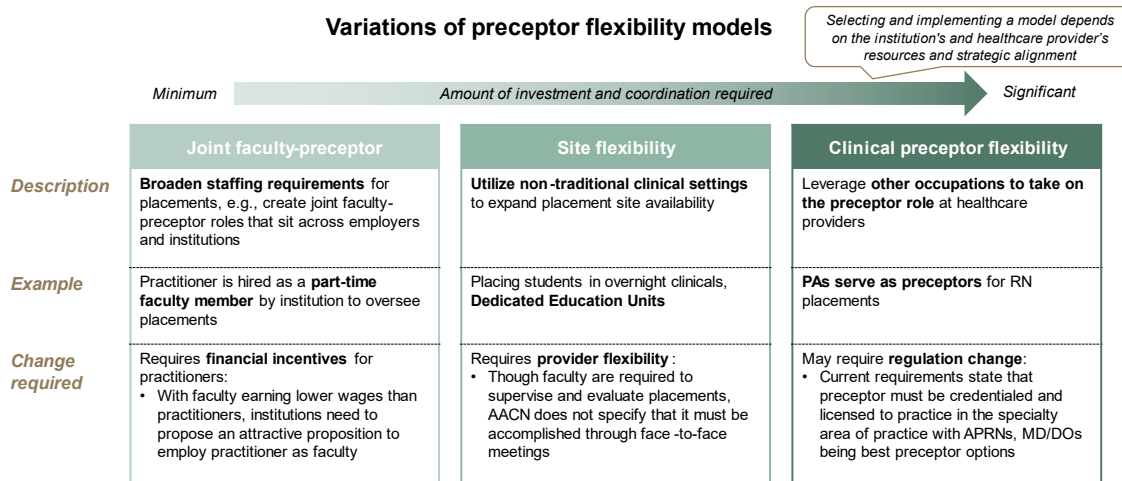 Variations of preceptor flexibility models
Selecting and implementing a model depends
on the institution's and healthcare provider's
resources and strategic alignment
Minimum
Amount of investment and coordination required
Significant
Joint faculty-preceptor
Site flexibility
Clinical preceptor flexibility
Description
Broaden staffing requirements for
placements, e.g., create joint faculty-
preceptor roles that sit across employers
and institutions
Utilize non-traditional clinical settings
to expand placement site availability
Leverage other occupations to take on
the preceptor role at healthcare
providers
Example
Practitioner is hired as a part-time
faculty member by institution to oversee
placements
Placing students in overnight clinicals,
Dedicated Education Units
PAs serve as preceptors for RN
placements
Change
required
Requires financial incentives for
practitioners:
• With faculty earning lower wages than
practitioners, institutions need to
propose an attractive proposition to
employ practitioner as faculty
Requires provider flexibility :
• Though faculty are required to
supervise and evaluate placements,
AACN does not specify that it must be
accomplished through face -to-face
meetings
May require regulation change:
• Current requirements state that
preceptor must be credentialed and
licensed to practice in the specialty
area of practice with APRNs, MD/DOs
being best preceptor options